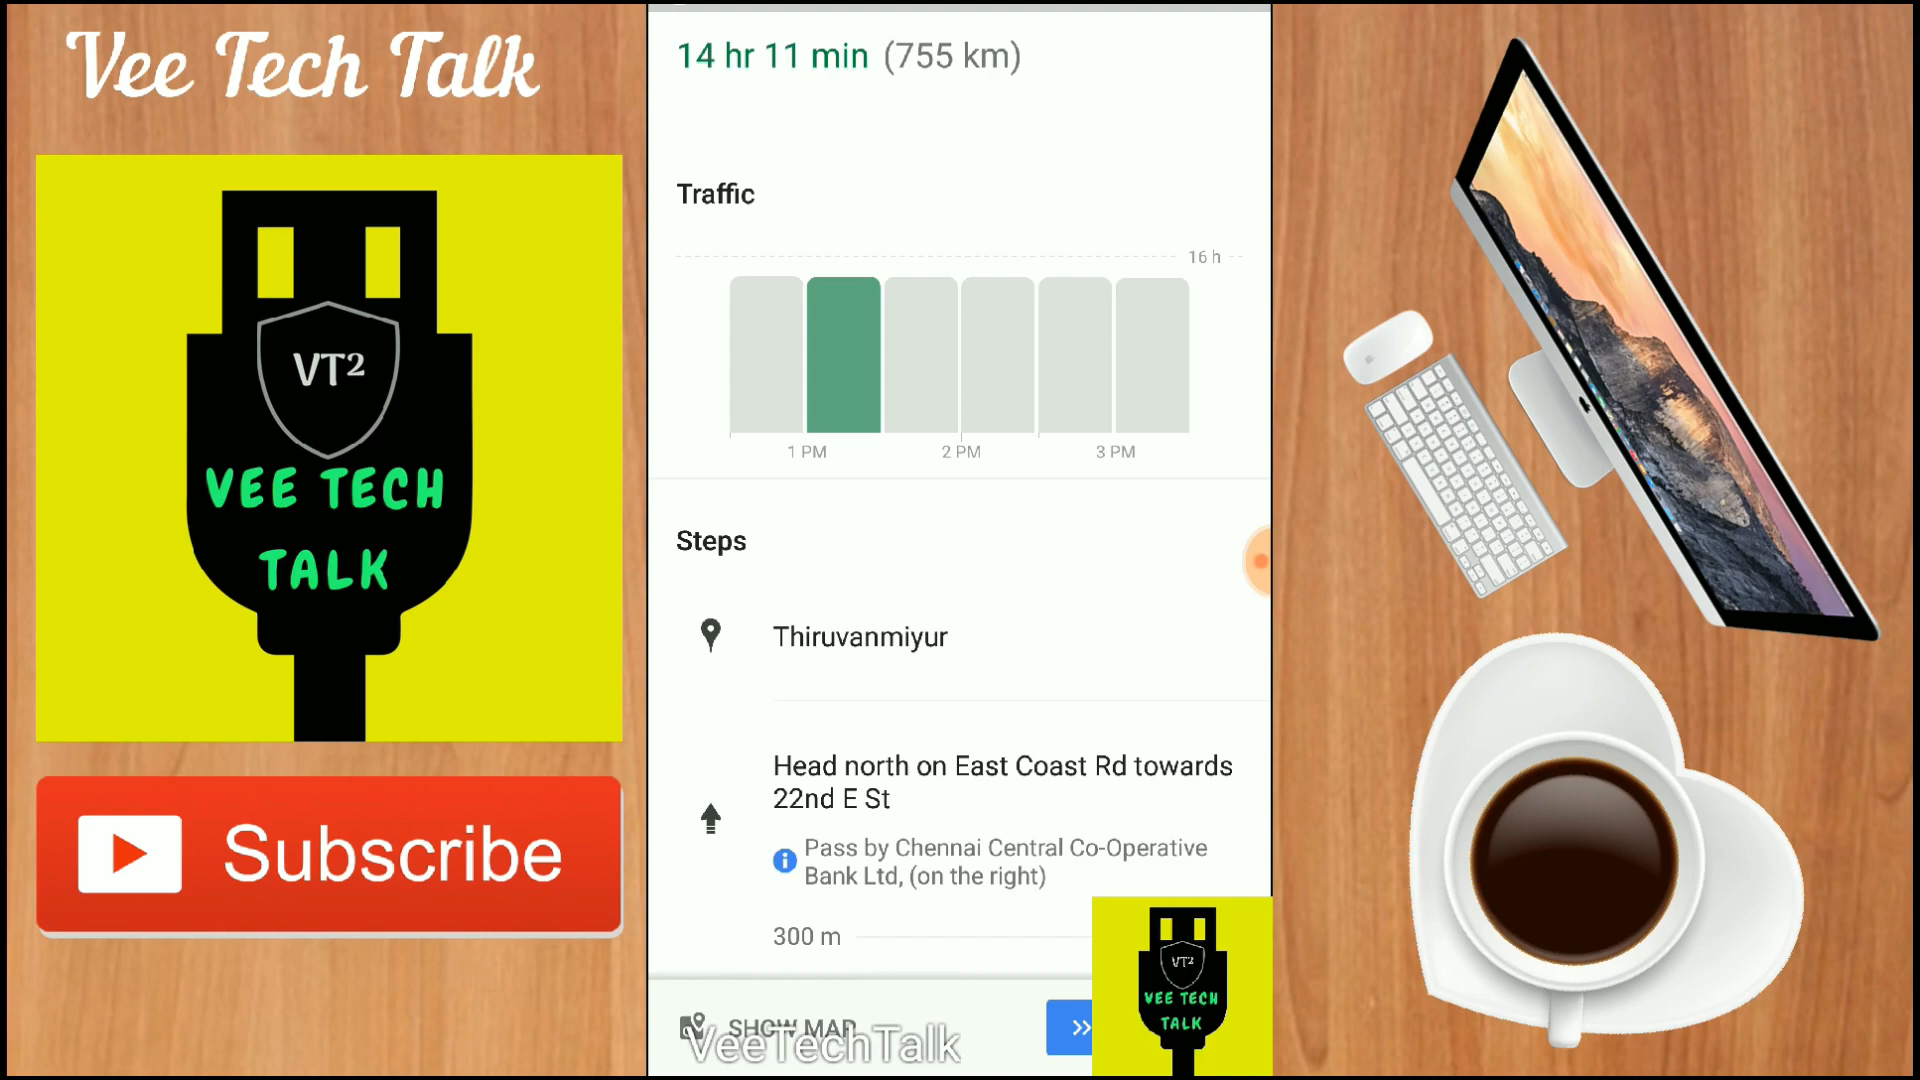 Vee Tech Talk
VT²
VEE TECH
TALK
Subscribe
14 hr 11 min (755 km)
Traffic
16 h
1 PM
2 PM
3 PM
Steps
Thiruvanmiyur
Head north on East Coast Rd towards
22nd E St
Pass by Chennai Central Co-Operative
Bank Ltd, (on the right)
300 m
SHOW MAP
VeeTechTalk
VT²
VEE TECH
TALK